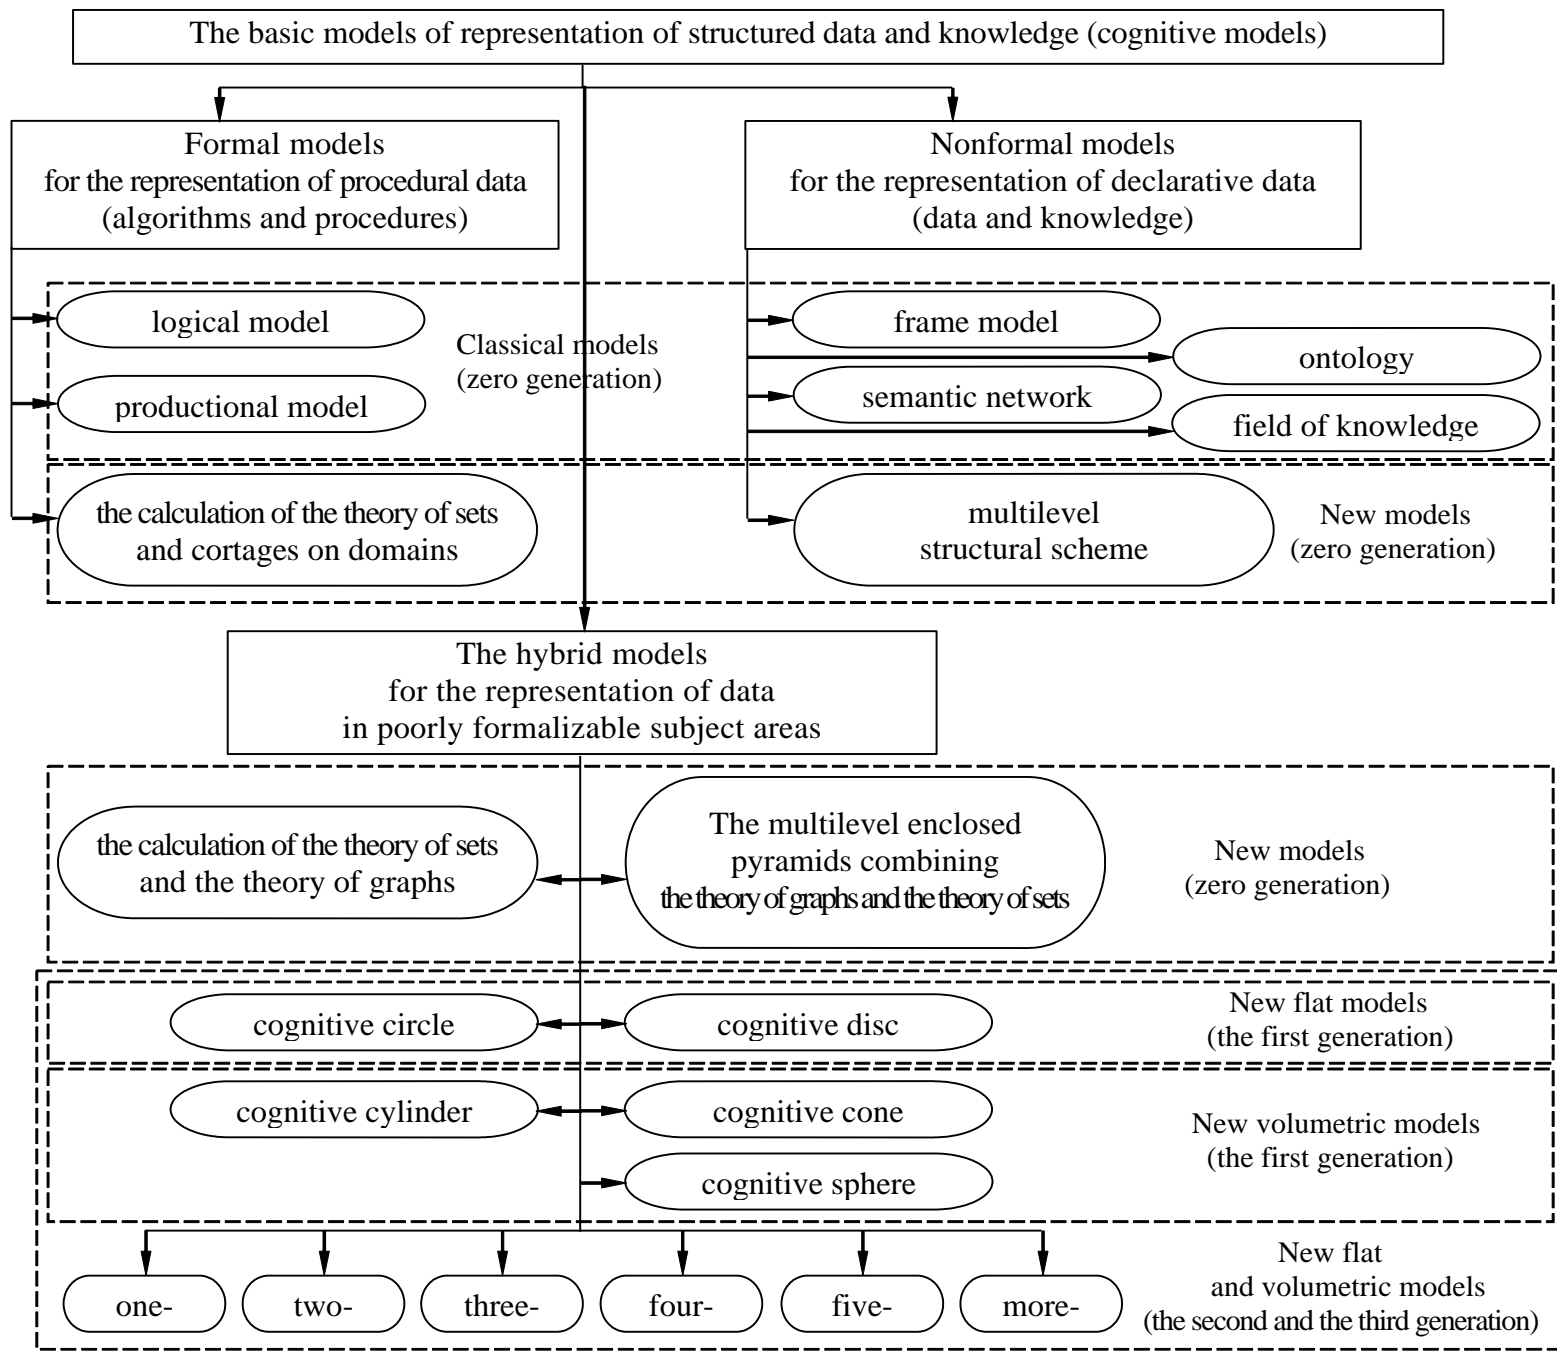 The basic models of representation of structured data and knowledge (cognitive models)
Formal models
for the representation of procedural data
(algorithms and procedures)
Nonformal models
for the representation of declarative data
(data and knowledge)
logical model
productional model
Classical models
(zero generation)
frame model
ontology
semantic network
field of knowledge
the calculation of the theory of sets
and cortages on domains
multilevel
structural scheme
New models
(zero generation)
The hybrid models
for the representation of data
in poorly formalizable subject areas
the calculation of the theory of sets
and the theory of graphs
The multilevel enclosed
pyramids combining
the theory of graphs and the theory of sets
New models
(zero generation)
cognitive circle
cognitive disc
New flat models
(the first generation)
cognitive cylinder
cognitive cone
cognitive sphere
New volumetric models
(the first generation)
one-
two-
three-
four-
five-
more-
New flat
and volumetric models
(the second and the third generation)